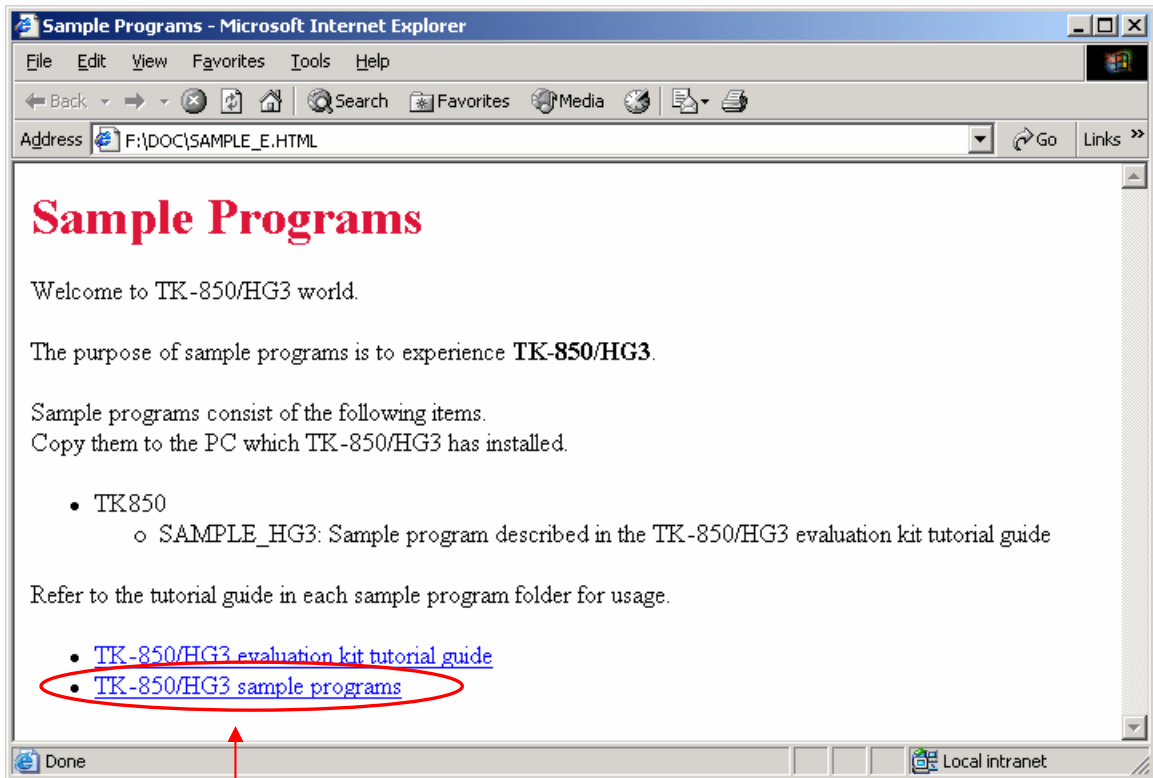 Sample Programs - Microsoft Internet Explorer
File Edit View Favorites Tools Help
Back Search Favorites Media
Address F:\DOC\SAMPLE_E.HTML Go Links »
Sample Programs
Welcome to TK-850/HG3 world.
The purpose of sample programs is to experience TK-850/HG3.
Sample programs consist of the following items.
Copy them to the PC which TK-850/HG3 has installed.
• TK850
o SAMPLE_HG3: Sample program described in the TK-850/HG3 evaluation kit tutorial guide
Refer to the tutorial guide in each sample program folder for usage.
• TK-850/HG3 evaluation kit tutorial guide
• TK-850/HG3 sample programs
Done Local intranet